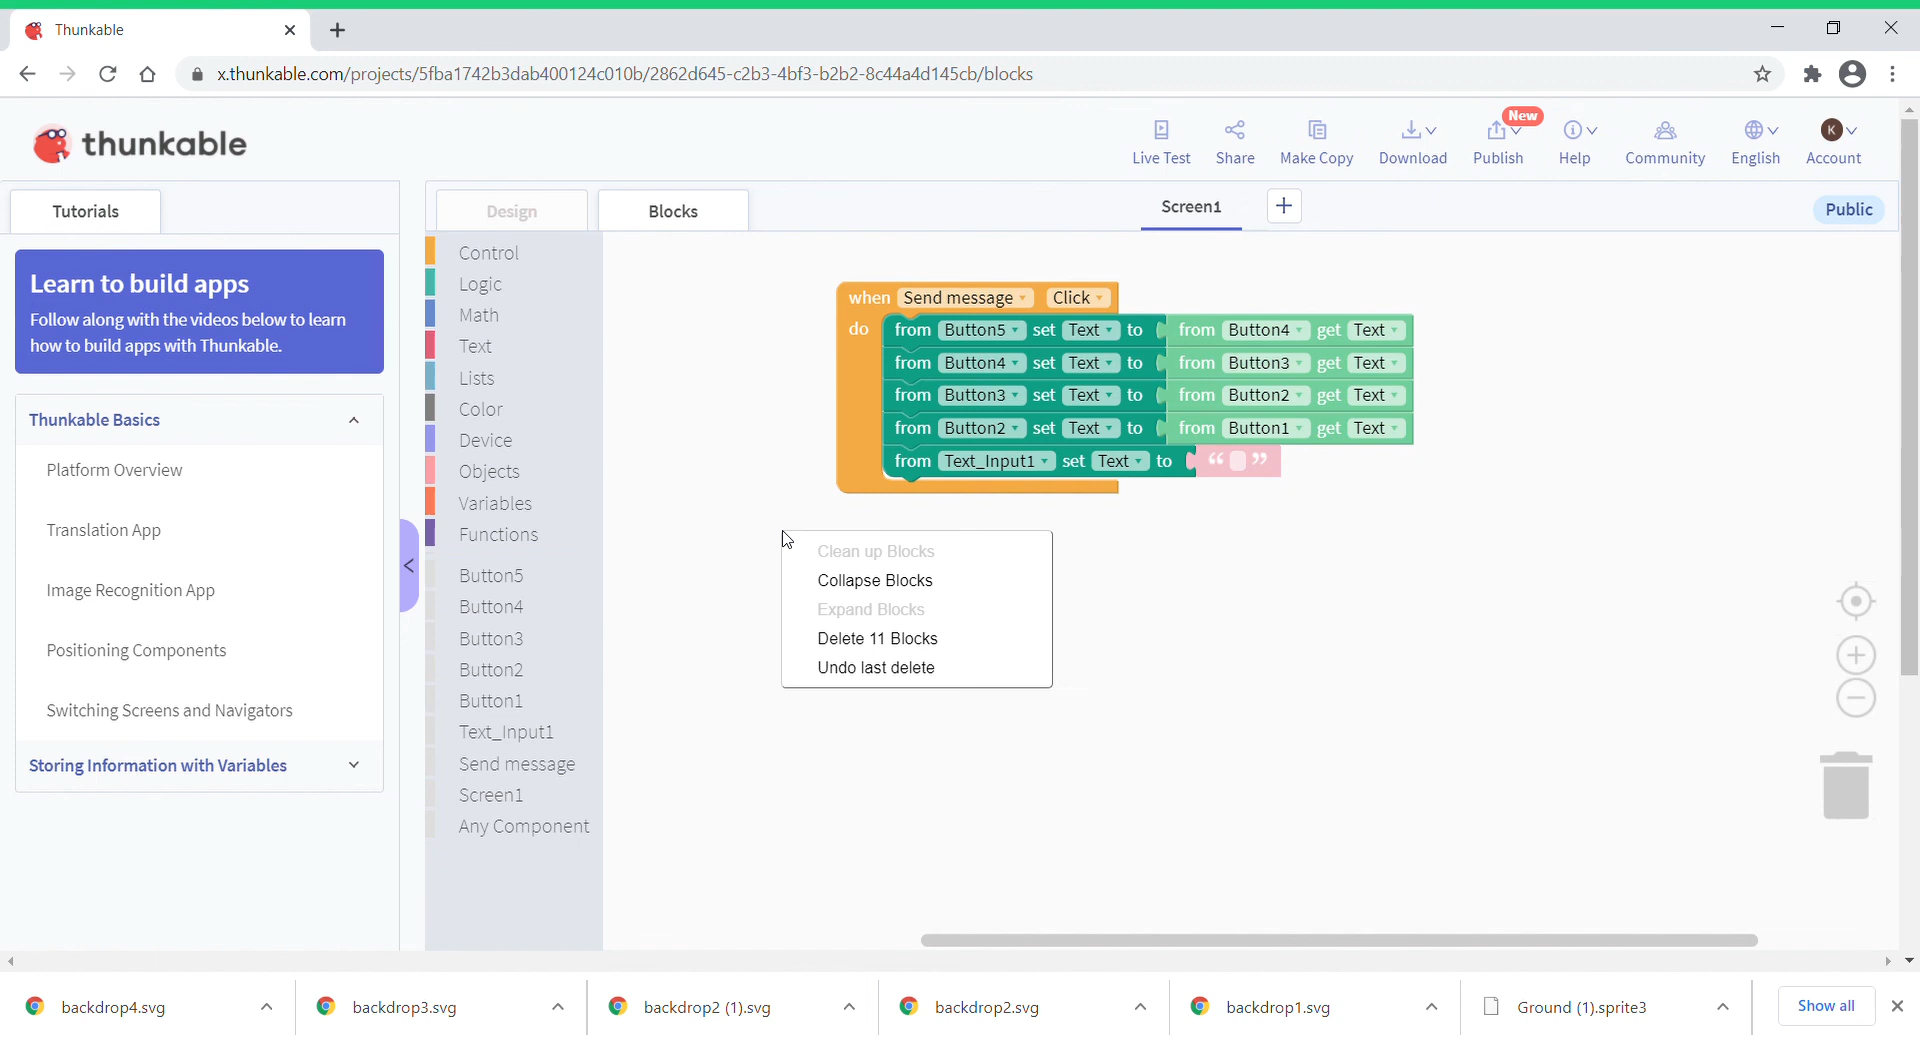 Thunkable
x.thunkable.com/projects/5fba1742b3dab400124c010b/2862d645-c2b3-4bf3-b2b2-8c44a4d145cb/blocks
thunkable
Live Test
Share
Make Copy
Download
New
Publish
Help
Community
English
K
Account
Tutorials
Design
Blocks
Screen1
Public
Learn to build apps
Follow along with the videos below to learn
how to build apps with Thunkable.
Thunkable Basics
Platform Overview
Translation App
Image Recognition App
Positioning Components
Switching Screens and Navigators
Storing Information with Variables
Control
Logic
Math
Text
Lists
Color
Device
Objects
Variables
Functions
Button5
Button4
Button3
Button2
Button1
Text_Input1
Send message
Screen1
Any Component
when Send message Click
do from Button5 set Text to from Button4 get Text
from Button4 set Text to from Button3 get Text
from Button3 set Text to from Button2 get Text
from Button2 set Text to from Button1 get Text
from Text_Input1 set Text to “ ”
Clean up Blocks
Collapse Blocks
Expand Blocks
Delete 11 Blocks
Undo last delete
backdrop4.svg
backdrop3.svg
backdrop2 (1).svg
backdrop2.svg
backdrop1.svg
Ground (1).sprite3
Show all